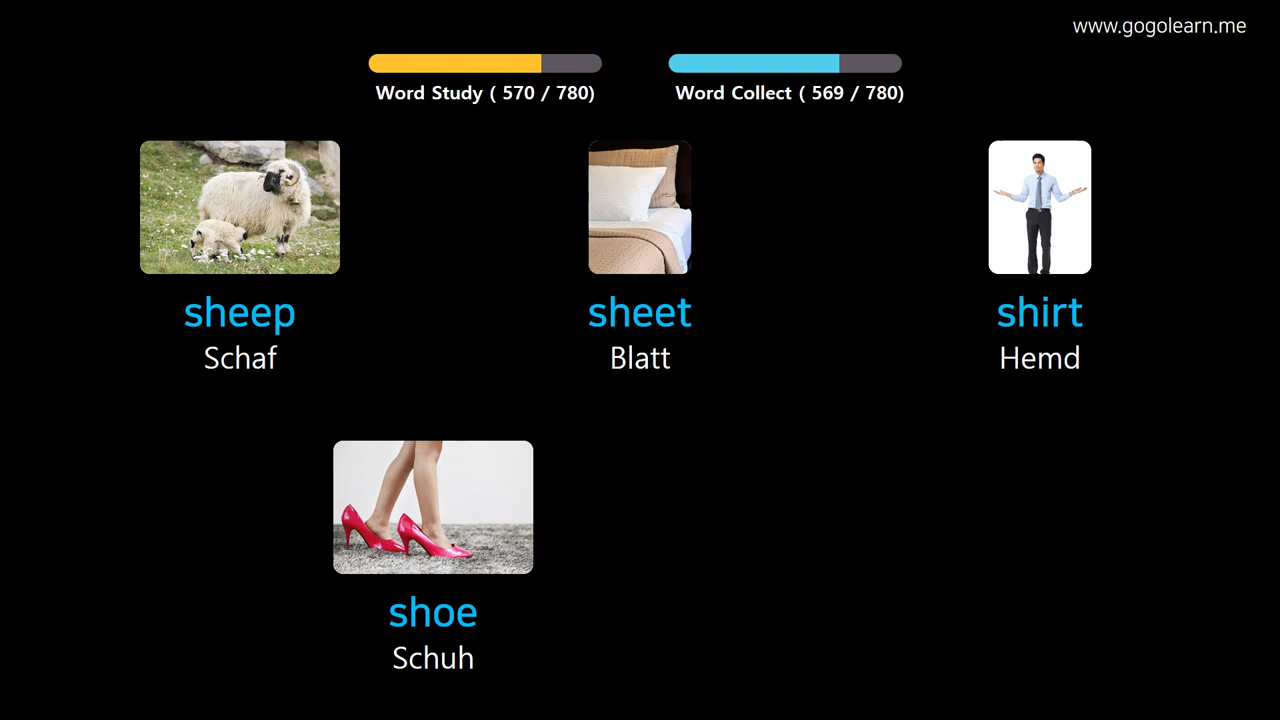 www.gogolearn.me
Word Study ( 570 / 780)
Word Collect ( 569 / 780)
sheep
Schaf
sheet
Blatt
shirt
Hemd
shoe
Schuh